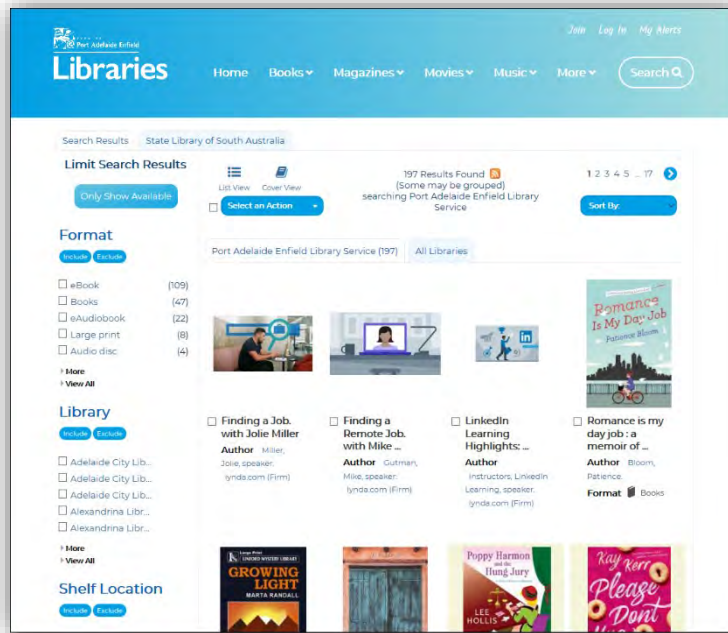 Join Log In My Alerts
CITY OF
Port Adelaide Enfield
Libraries
Home Books Magazines Movies Music More Search
Search Results State Library of South Australia
Limit Search Results
Only Show Available
List View Cover View
Select an Action
197 Results Found
(Some may be grouped)
searching Port Adelaide Enfield Library
Service
1 2 3 4 5 ... 17
Sort By:
Format
Include Exclude
eBook (109)
Books (47)
eAudiobook (22)
Large print (8)
Audio disc (4)
More
View All
Library
Include Exclude
Adelaide City Lib...
Adelaide City Lib...
Adelaide City Lib...
Alexandrina Libr...
Alexandrina Libr...
More
View All
Shelf Location
Include Exclude
Port Adelaide Enfield Library Service (197) All Libraries
in
Romance
Is My Day Job
Patience Bloom
Finding a Job.
with Jolie Miller
Author Miller,
Jolie, speaker.
lynda.com (Firm)
Finding a
Remote Job.
with Mike ...
Author Gutman,
Mike, speaker.
lynda.com (Firm)
LinkedIn
Learning
Highlights: ...
Author
Instructors, LinkedIn
Learning, speaker.
lynda.com (Firm)
Romance is my
day job : a
memoir of ...
Author Bloom,
Patience.
Format Books
Large Print
LINFORD MYSTERY LIBRARY
GROWING
LIGHT
MARTA RANDALL
Poppy Harmon
and the
Hung Jury
LEE
HOLLIS
Kay
Kerr
Please
Don't